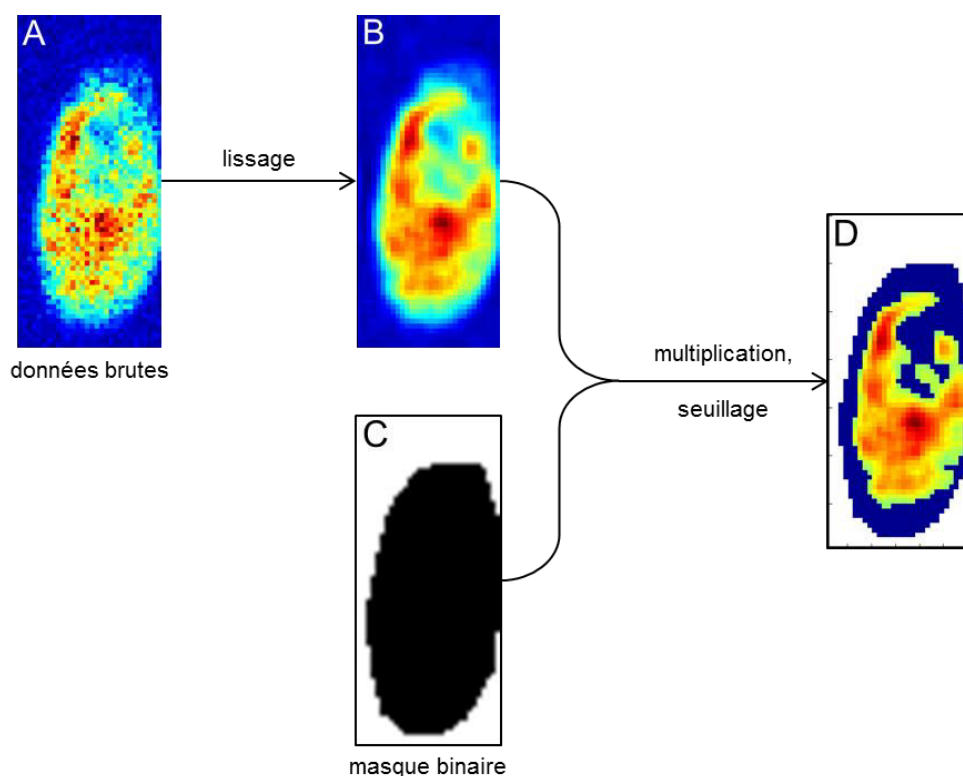 A
B
lissage
données brutes
D
multiplication,
seuillage
C
masque binaire